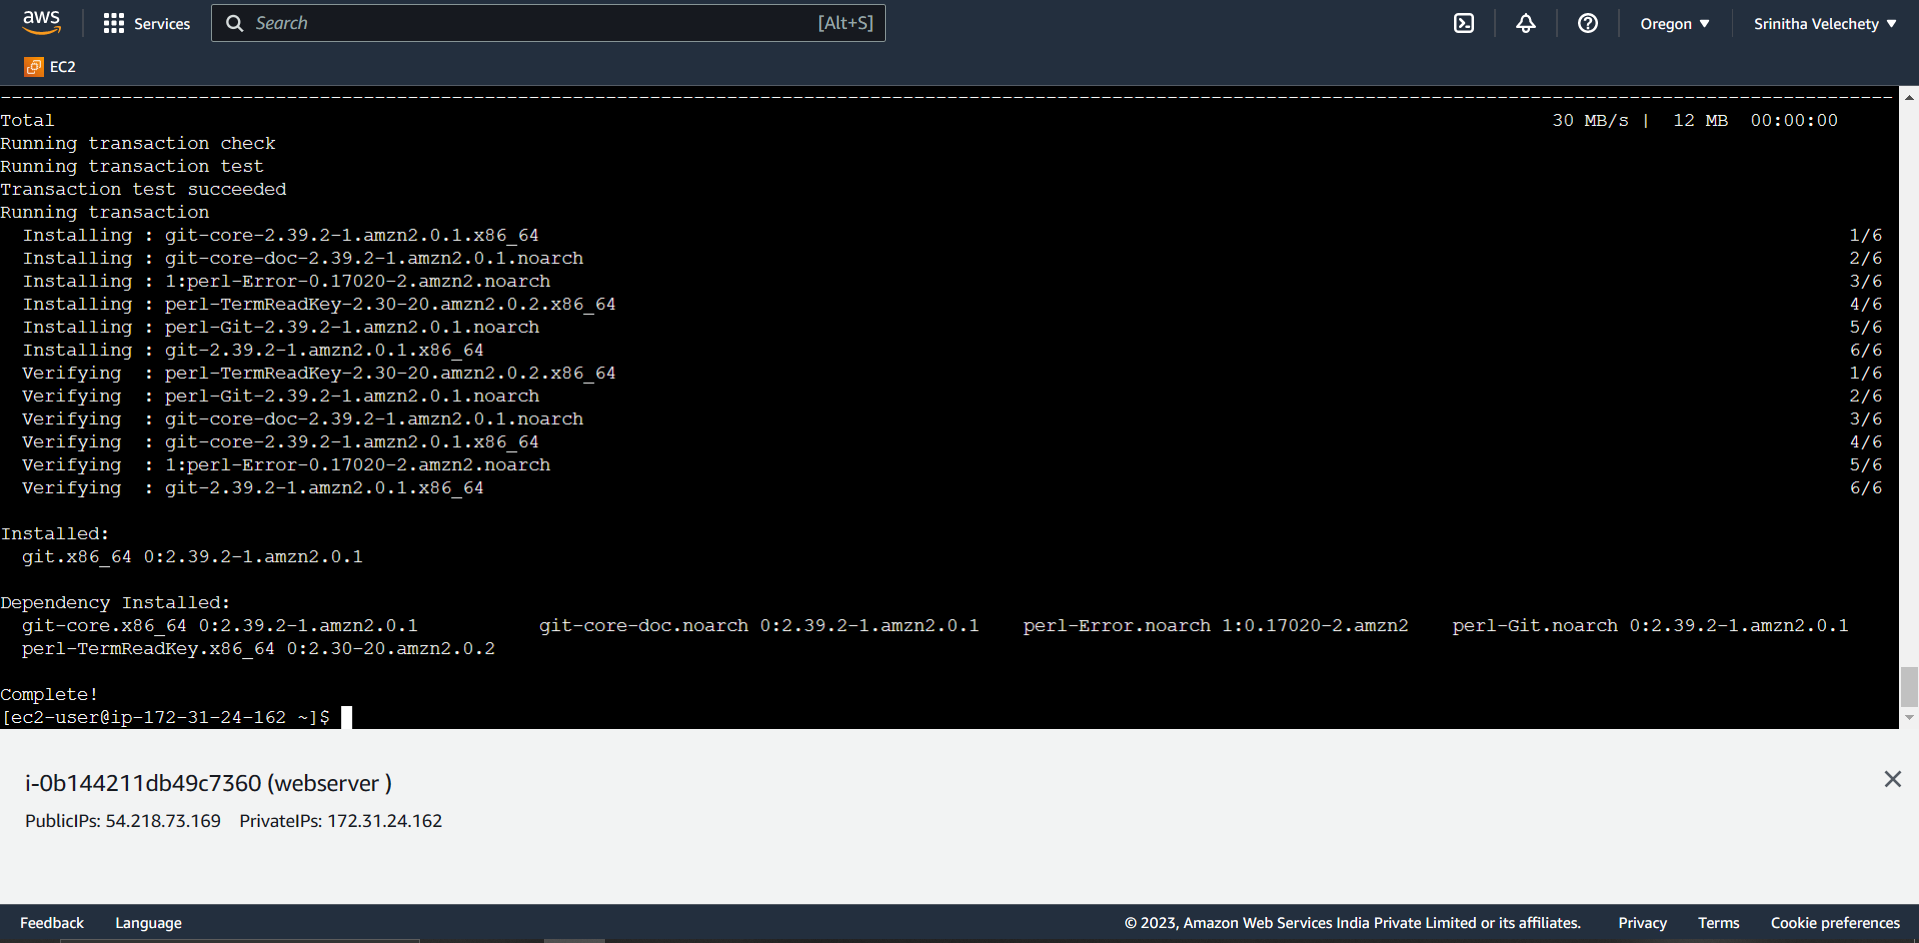 aws
Services
Search [Alt+S]
Oregon
Srinitha Velechety
EC2
--------------------------------------------------------------------------------
Total 30 MB/s | 12 MB 00:00:00
Running transaction check
Running transaction test
Transaction test succeeded
Running transaction
Installing : git-core-2.39.2-1.amzn2.0.1.x86_64 1/6
Installing : git-core-doc-2.39.2-1.amzn2.0.1.noarch 2/6
Installing : 1:perl-Error-0.17020-2.amzn2.noarch 3/6
Installing : perl-TermReadKey-2.30-20.amzn2.0.2.x86_64 4/6
Installing : perl-Git-2.39.2-1.amzn2.0.1.noarch 5/6
Installing : git-2.39.2-1.amzn2.0.1.x86_64 6/6
Verifying : perl-TermReadKey-2.30-20.amzn2.0.2.x86_64 1/6
Verifying : perl-Git-2.39.2-1.amzn2.0.1.noarch 2/6
Verifying : git-core-doc-2.39.2-1.amzn2.0.1.noarch 3/6
Verifying : git-core-2.39.2-1.amzn2.0.1.x86_64 4/6
Verifying : 1:perl-Error-0.17020-2.amzn2.noarch 5/6
Verifying : git-2.39.2-1.amzn2.0.1.x86_64 6/6
Installed:
git.x86_64 0:2.39.2-1.amzn2.0.1
Dependency Installed:
git-core.x86_64 0:2.39.2-1.amzn2.0.1 git-core-doc.noarch 0:2.39.2-1.amzn2.0.1 perl-Error.noarch 1:0.17020-2.amzn2 perl-Git.noarch 0:2.39.2-1.amzn2.0.1
perl-TermReadKey.x86_64 0:2.30-20.amzn2.0.2
Complete!
[ec2-user@ip-172-31-24-162 ~]$
i-0b144211db49c7360 (webserver )
PublicIPs: 54.218.73.169 PrivateIPs: 172.31.24.162
Feedback Language © 2023, Amazon Web Services India Private Limited or its affiliates. Privacy Terms Cookie preferences